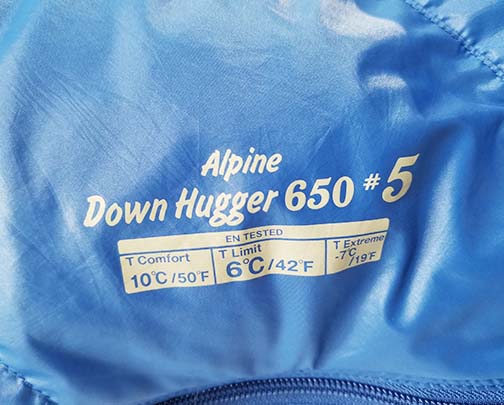 Alpine
Down Hugger 650 #5
EN TESTED
T Comfort
10℃/50°F
T Limit
6℃/42°F
T Extreme
-7℃
/19°F